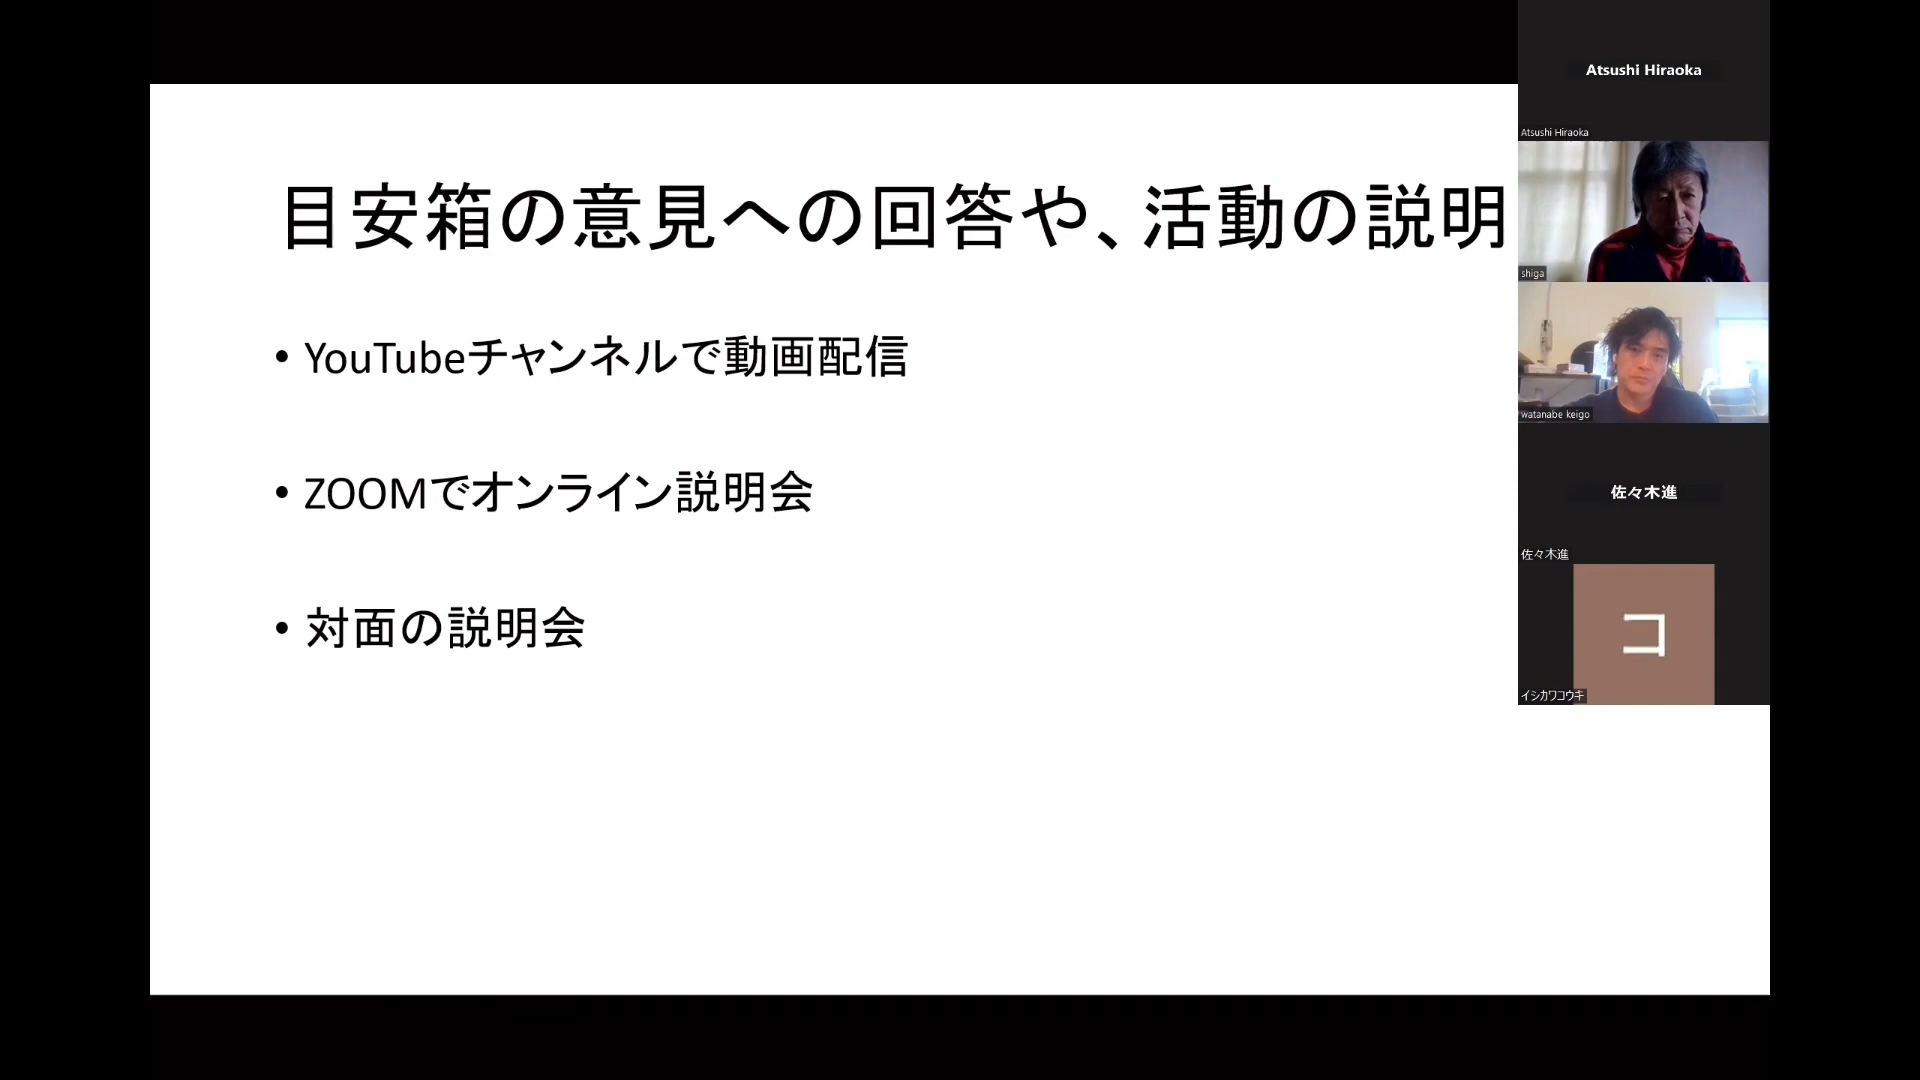 目安箱の意見への回答や、活動の説明
• YouTubeチャンネルで動画配信
• ZOOMでオンライン説明会
• 対面の説明会
Atsushi Hiraoka
Atsushi Hiraoka
shiga
watanabe keigo
佐々木進
佐々木進
コ
イシカワコウキ